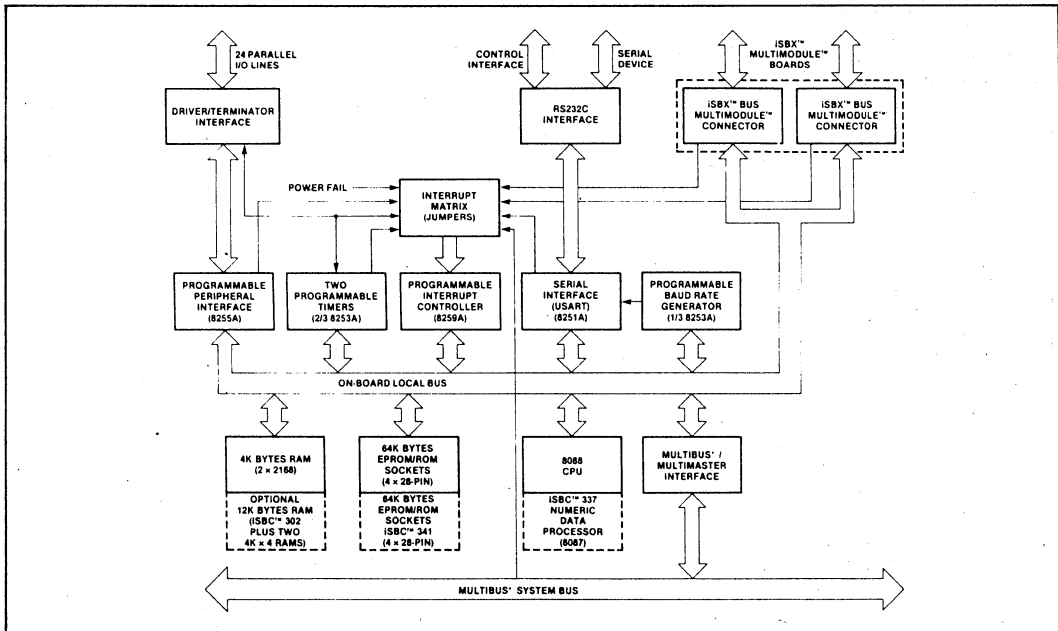 24 PARALLEL
I/O LINES
CONTROL
INTERFACE
SERIAL
DEVICE
iSBX™
MULTIMODULE™
BOARDS
DRIVER/TERMINATOR
INTERFACE
RS232C
INTERFACE
iSBX™ BUS
MULTIMODULE™
CONNECTOR
iSBX™ BUS
MULTIMODULE™
CONNECTOR
POWER FAIL
INTERRUPT
MATRIX
(JUMPERS)
PROGRAMMABLE
PERIPHERAL
INTERFACE
(8255A)
TWO
PROGRAMMABLE
TIMERS
(2/3 8253A)
PROGRAMMABLE
INTERRUPT
CONTROLLER
(8259A)
SERIAL
INTERFACE
(USART)
(8251A)
PROGRAMMABLE
BAUD RATE
GENERATOR
(1/3 8253A)
ON-BOARD LOCAL BUS
4K BYTES RAM
(2 × 2168)
64K BYTES
EPROM/ROM
SOCKETS
(4 × 28-PIN)
8088
CPU
MULTIBUS* /
MULTIMASTER
INTERFACE
OPTIONAL
12K BYTES RAM
(iSBC™ 302
PLUS TWO
4K × 4 RAMS)
64K BYTES
EPROM/ROM
SOCKETS
iSBC™ 341
(4 × 28-PIN)
iSBC™ 337
NUMERIC
DATA
PROCESSOR
(8087)
MULTIBUS* SYSTEM BUS